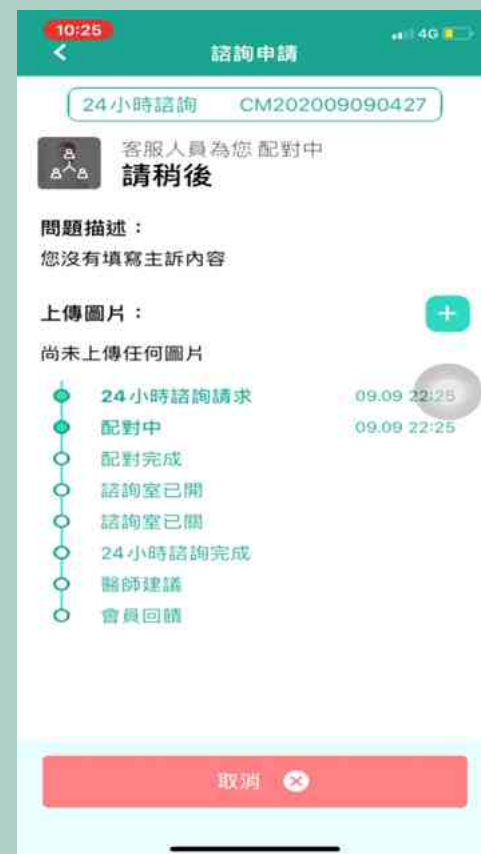 10:25
4G
諮詢申請
24小時諮詢 CM202009090427
客服人員為您 配對中
請稍後
問題描述：
您沒有填寫主訴內容
上傳圖片：
尚未上傳任何圖片
24小時諮詢請求 09.09 22:25
配對中 09.09 22:25
配對完成
諮詢室已開
諮詢室已關
24小時諮詢完成
醫師建議
會員回饋
取消